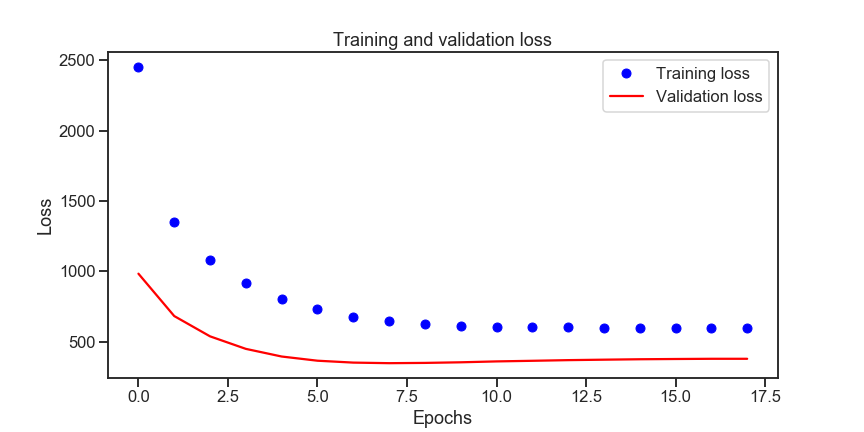 Training and validation loss
2500
2000
1500
1000
500
Loss
Training loss
Validation loss
0.0 2.5 5.0 7.5 10.0 12.5 15.0 17.5
Epochs